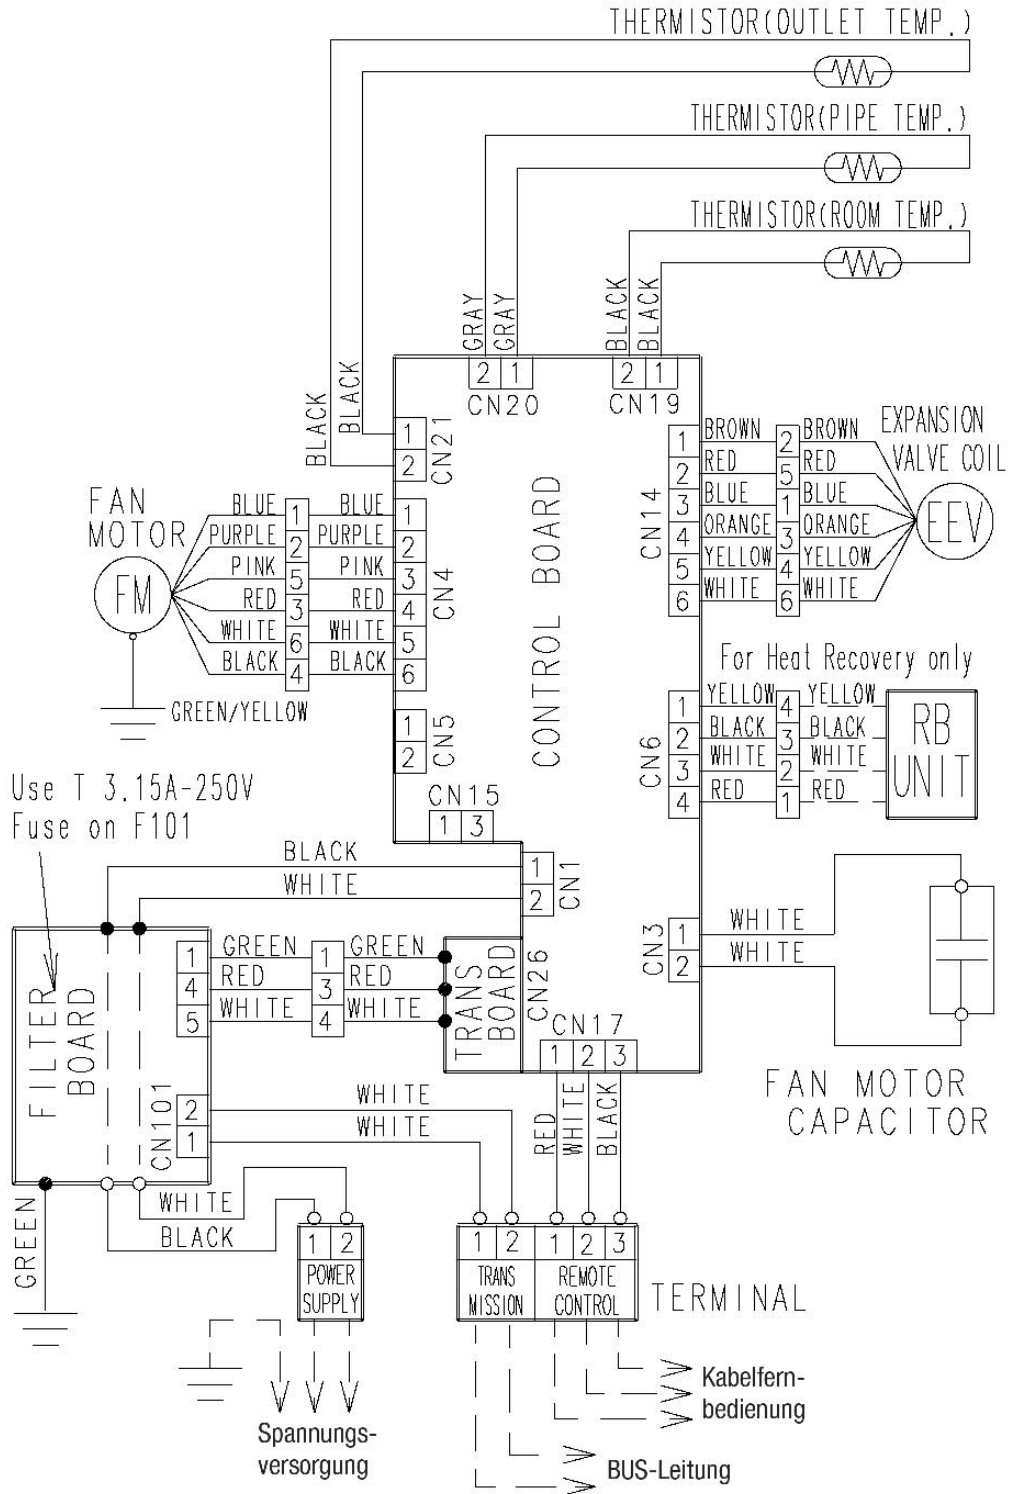 THERMISTOR(OUTLET TEMP.)
THERMISTOR(PIPE TEMP.)
THERMISTOR(ROOM TEMP.)
BLACK
BLACK
GRAY
GRAY
BLACK
BLACK
2 1
CN20
2 1
CN19
1
2
CN21
FAN
MOTOR
FM
BLUE 1 BLUE 1
PURPLE 2 PURPLE 2
PINK 5 PINK 3
RED 3 RED 4
WHITE 6 WHITE 5
BLACK 4 BLACK 6
CN4
GREEN/YELLOW
1
2
CN5
CONTROL BOARD
EXPANSION
VALVE COIL
EEV
CN14
1 BROWN 2 BROWN
2 RED 5 RED
3 BLUE 1 BLUE
4 ORANGE 3 ORANGE
5 YELLOW 4 YELLOW
6 WHITE 6 WHITE
For Heat Recovery only
CN6
1 YELLOW 4 YELLOW
2 BLACK 3 BLACK
3 WHITE 2 WHITE
4 RED 1 RED
RB
UNIT
Use T 3.15A-250V
Fuse on F101
CN15
1 3
BLACK
WHITE
1
2
CN1
CN3
1 WHITE
2 WHITE
FAN MOTOR
CAPACITOR
FILTER
BOARD
1 GREEN 1 GREEN
4 RED 3 RED
5 WHITE 4 WHITE
TRANS
BOARD
CN26
CN17
1 2 3
RED
WHITE
BLACK
CN101
2 WHITE
1 WHITE
GREEN
WHITE
BLACK
1 2
POWER
SUPPLY
1 2 1 2 3
TRANS
MISSION
REMOTE
CONTROL
TERMINAL
Spannungs-
versorgung
Kabelfern-
bedienung
BUS-Leitung